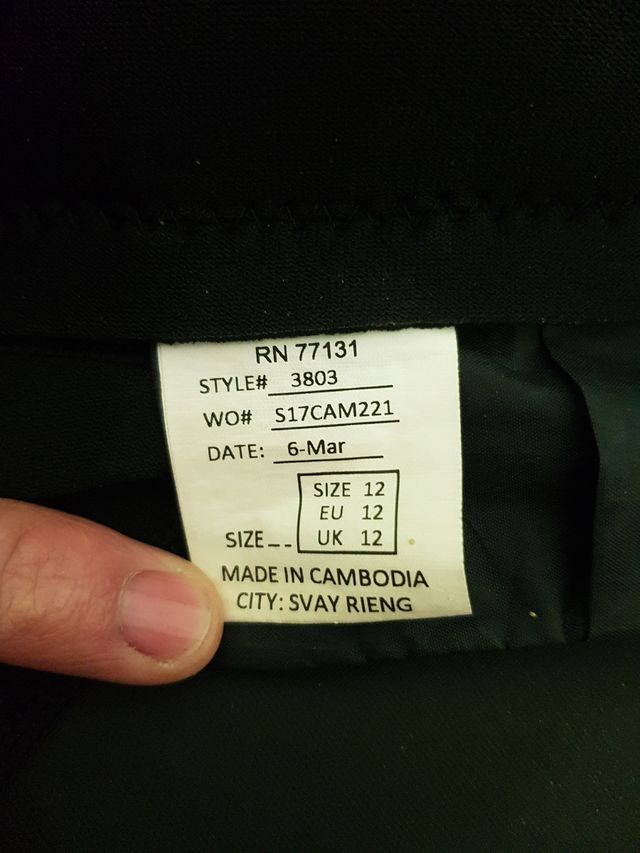 RN 77131
STYLE# 3803
WO# S17CAM221
DATE: 6-Mar
SIZE 12
EU 12
SIZE__ UK 12
MADE IN CAMBODIA
CITY: SVAY RIENG